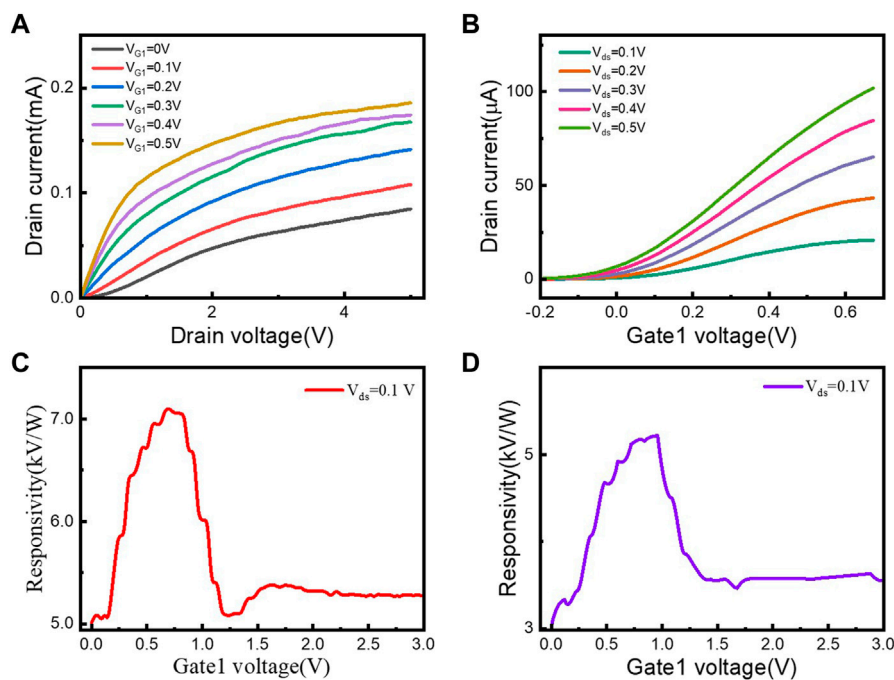 A
V_G1=0V
V_G1=0.1V
V_G1=0.2V
V_G1=0.3V
V_G1=0.4V
V_G1=0.5V
Drain current(mA)
0.2
0.1
0.0
0 2 4
Drain voltage(V)
B
V_ds=0.1V
V_ds=0.2V
V_ds=0.3V
V_ds=0.4V
V_ds=0.5V
Drain current(μA)
100
50
0
-0.2 0.0 0.2 0.4 0.6
Gate1 voltage(V)
C
V_ds=0.1 V
Responsivity(kV/W)
7.0
6.0
5.0
0.0 0.5 1.0 1.5 2.0 2.5 3.0
Gate1 voltage(V)
D
V_ds=0.1V
Responsivity(kV/W)
5
3
0.0 0.5 1.0 1.5 2.0 2.5 3.0
Gate1 voltage(V)